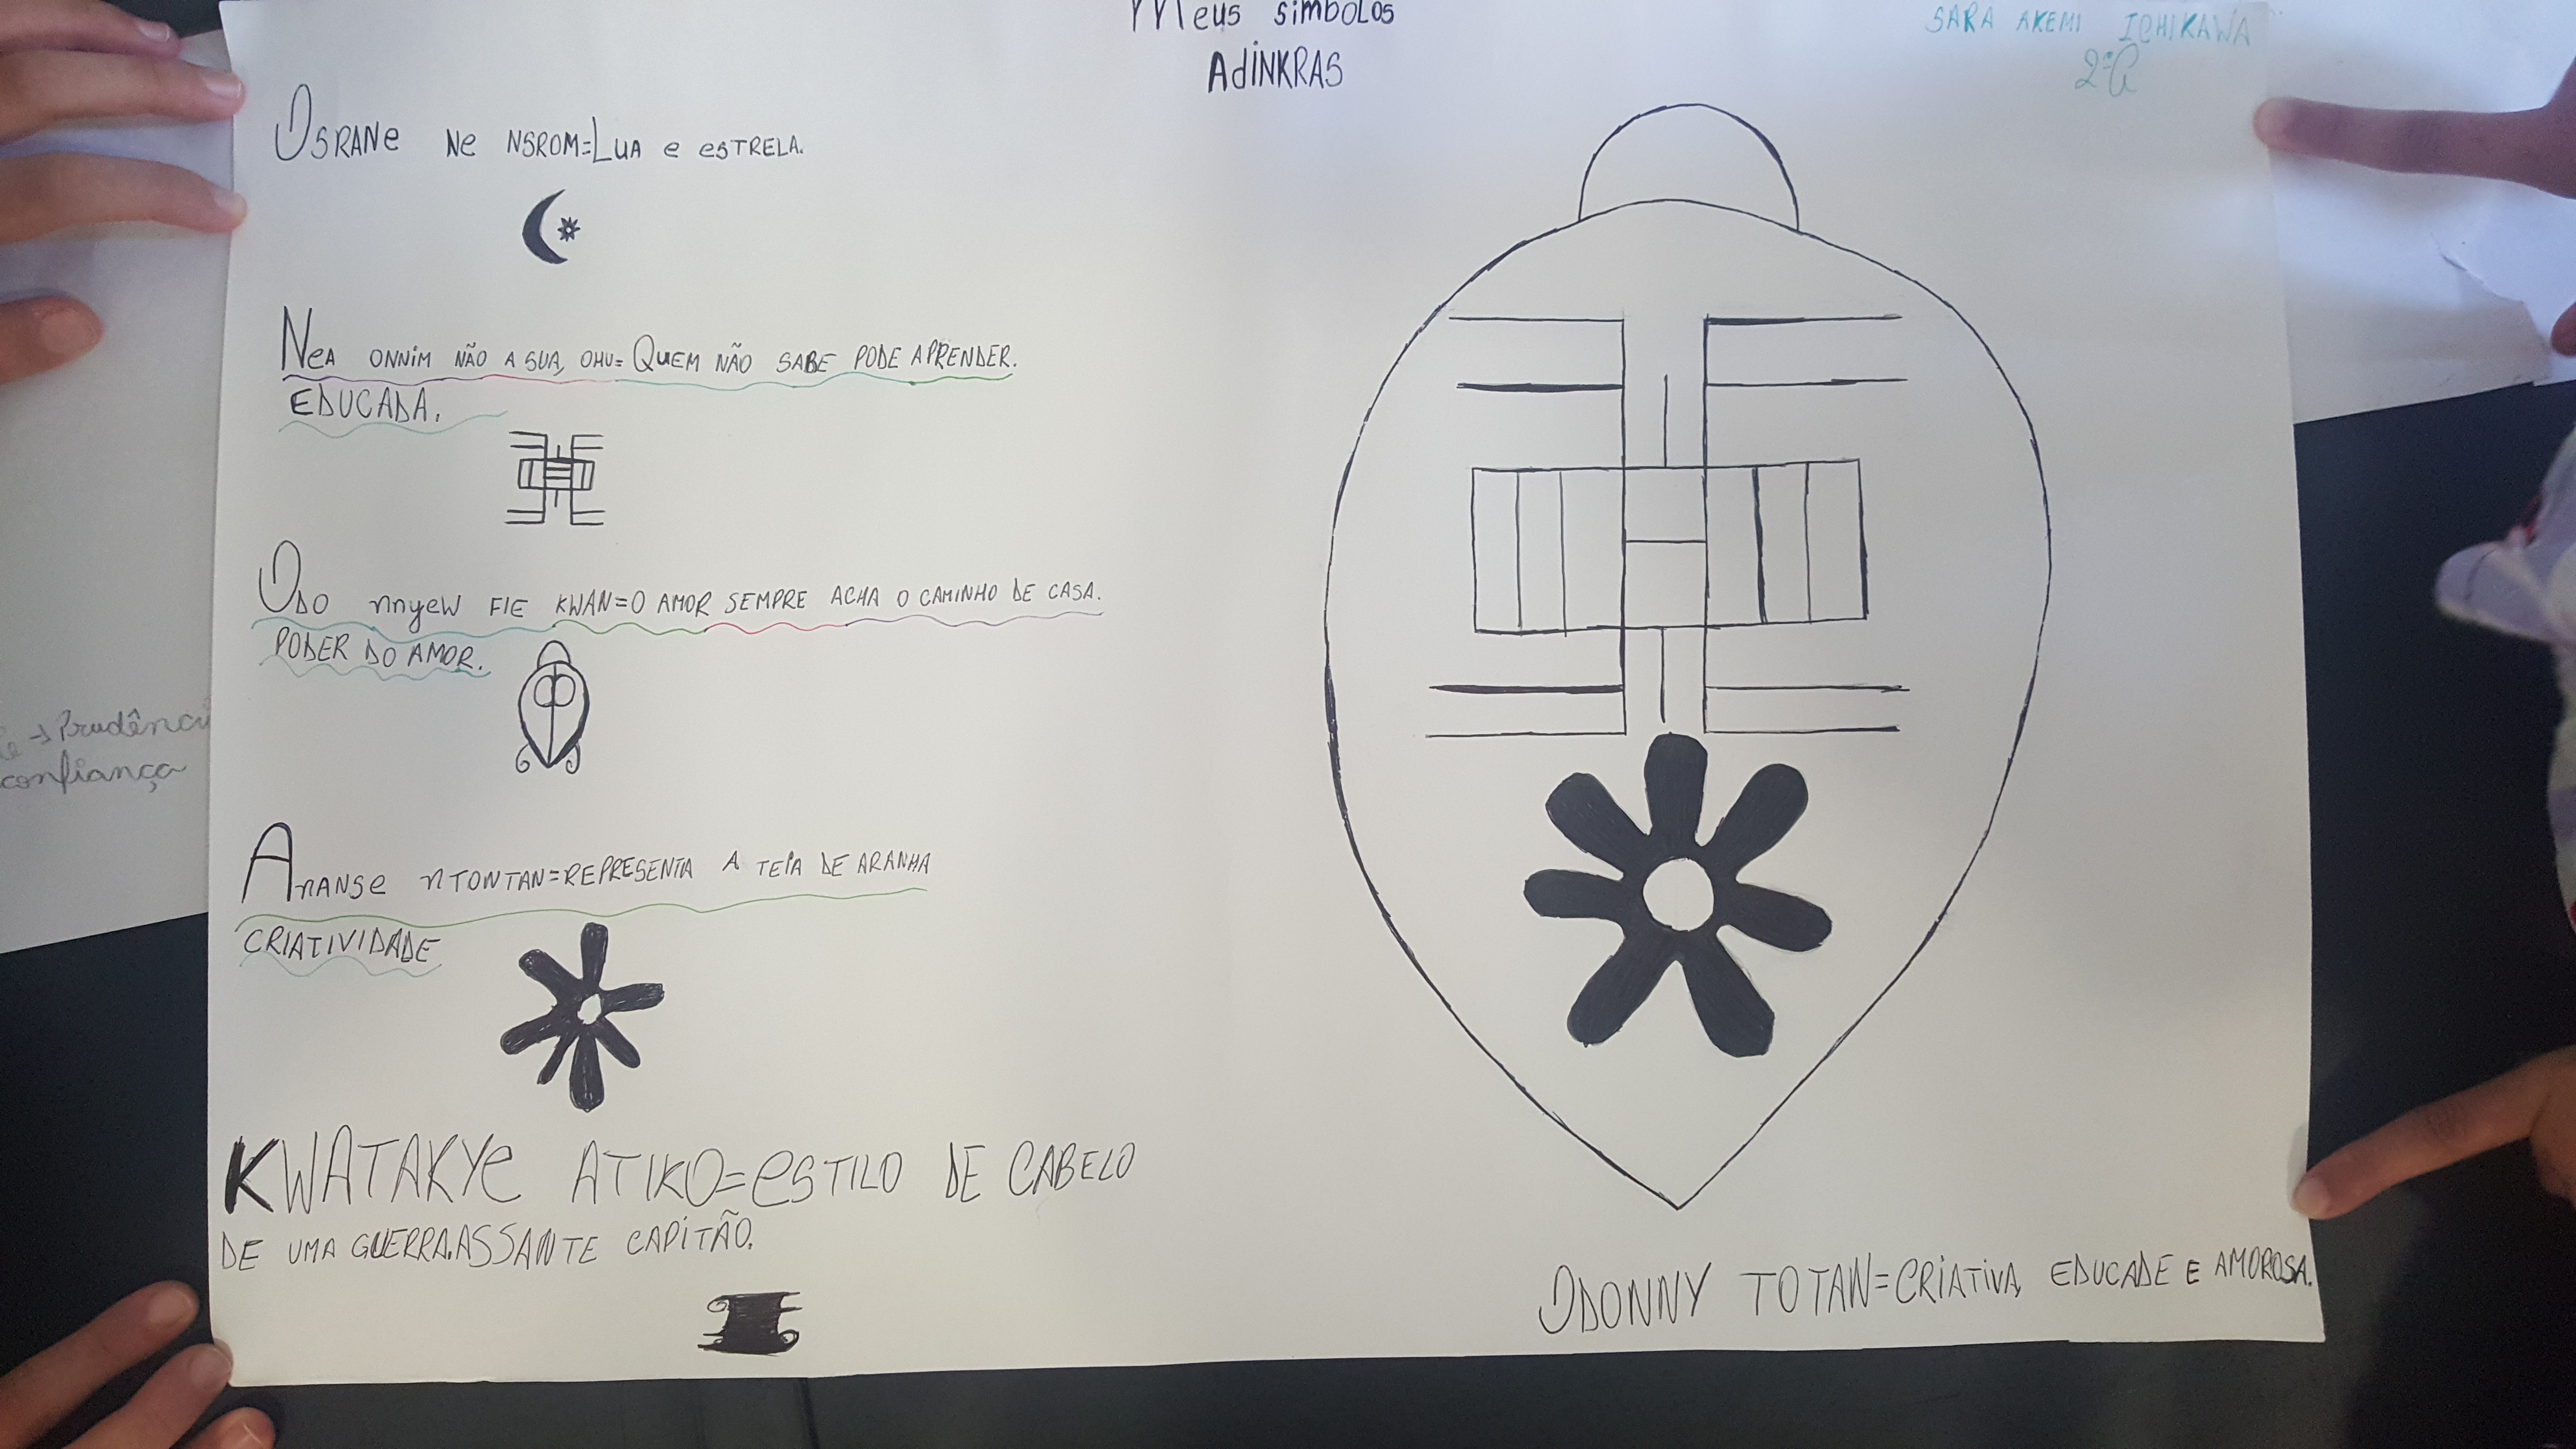 Meus simbolos
ADiNKRAS
SARA AKEMI ICHIKAWA
2ºA
OSRANe Ne NSROM=LUA e eSTRELA.
NeA ONNiM NÃO A SUA, OHU= QUEM NÃO SABE PODE APRENDER.
EDUCADA.
ODO nnyeW FIE KWAN=O AMOR SEMPRE ACHA O CAMINHO DE CASA.
PODER DO AMOR.
AnANSe nTONTAN=REPRESENTA A TEiA DE ARANHA
CRIATIVIDADE
KWATAKYe ATIKO=eSTILO DE CABELO
DE UMA GUERRA.ASSANTE CAPiTÃO.
ODONNY TOTAN=CRiATiVA, EDUCADE E AMOROSA.
→ Prudência
confiança